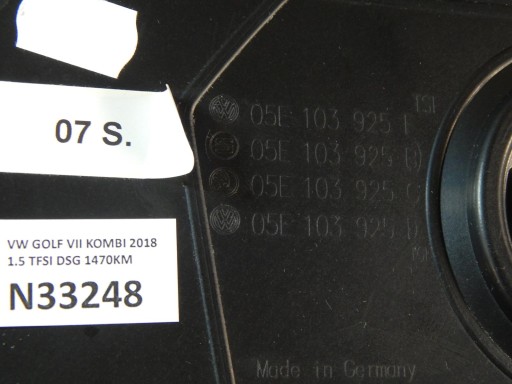 07 S.
VW GOLF VII KOMBI 2018
1.5 TFSI DSG 1470KM
N33248
TSI
05E 103 925
05E 103 925
05E 103 925
05E 103 925 D
Made in Germany